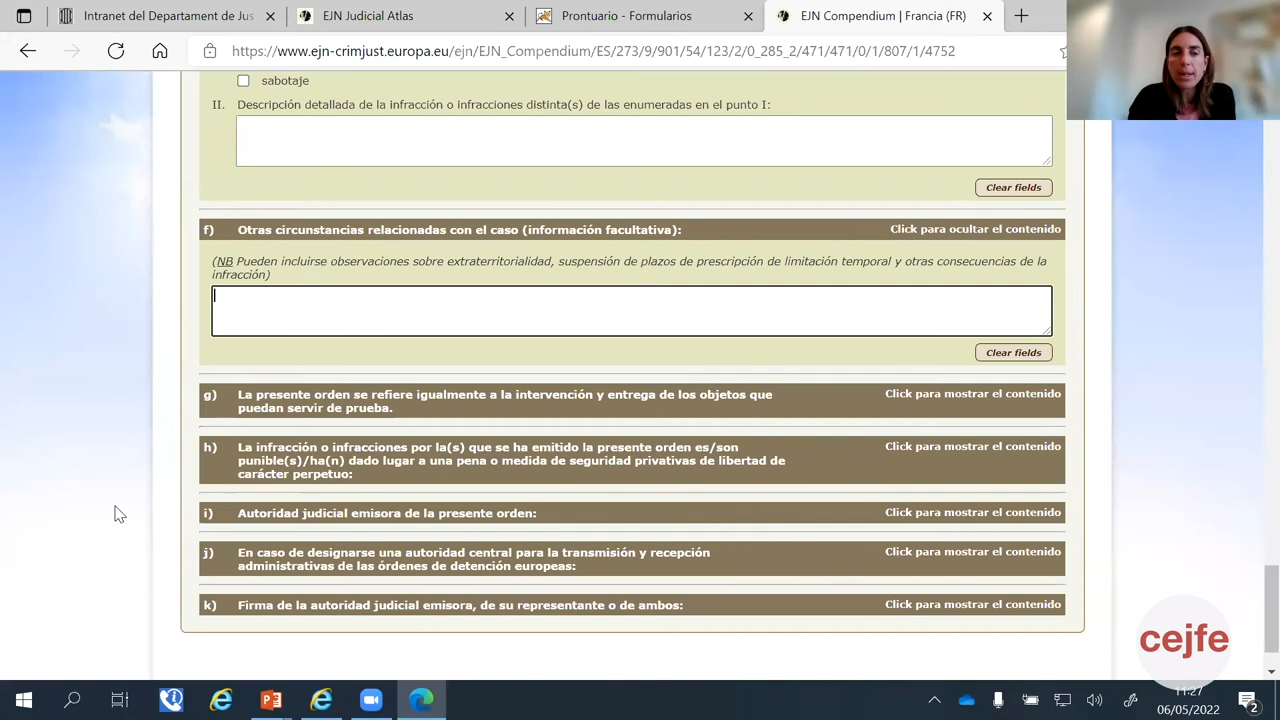 Intranet del Departament de Jus
EJN Judicial Atlas
Prontuario - Formularios
EJN Compendium | Francia (FR)
https://www.ejn-crimjust.europa.eu/ejn/EJN_Compendium/ES/273/9/901/54/123/2/0_285_2/471/471/0/1/807/1/4752
sabotaje
II. Descripción detallada de la infracción o infracciones distinta(s) de las enumeradas en el punto I:
Clear fields
f) Otras circunstancias relacionadas con el caso (información facultativa): Click para ocultar el contenido
(NB Pueden incluirse observaciones sobre extraterritorialidad, suspensión de plazos de prescripción de limitación temporal y otras consecuencias de la
infracción)
Clear fields
g) La presente orden se refiere igualmente a la intervención y entrega de los objetos que Click para mostrar el contenido
puedan servir de prueba.
h) La infracción o infracciones por la(s) que se ha emitido la presente orden es/son Click para mostrar el contenido
punible(s)/ha(n) dado lugar a una pena o medida de seguridad privativas de libertad de
carácter perpetuo:
i) Autoridad judicial emisora de la presente orden: Click para mostrar el contenido
j) En caso de designarse una autoridad central para la transmisión y recepción Click para mostrar el contenido
administrativas de las órdenes de detención europeas:
k) Firma de la autoridad judicial emisora, de su representante o de ambos: Click para mostrar el contenido
cejfe
11:27
06/05/2022
2